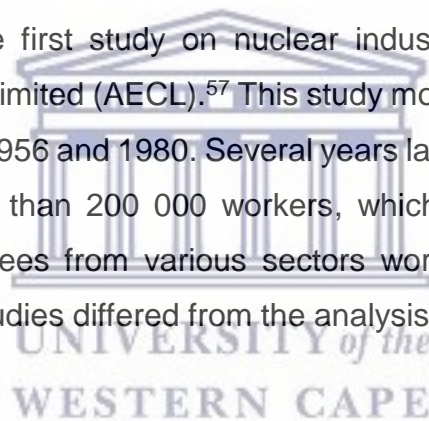 e first study on nuclear indus
imited (AECL).⁵⁷ This study mo
956 and 1980. Several years la
than 200 000 workers, which
ees from various sectors wor
udies differed from the analysis
UNIVERSITY of the
WESTERN CAPE